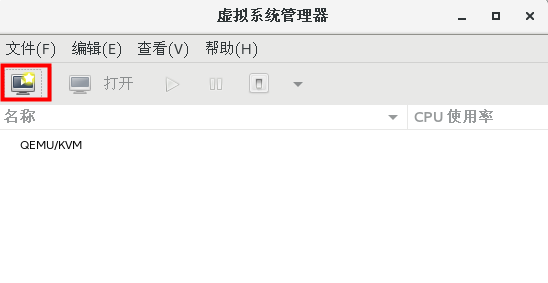 虚拟系统管理器
文件(F) 编辑(E) 查看(V) 帮助(H)
打开
名称 CPU 使用率
QEMU/KVM